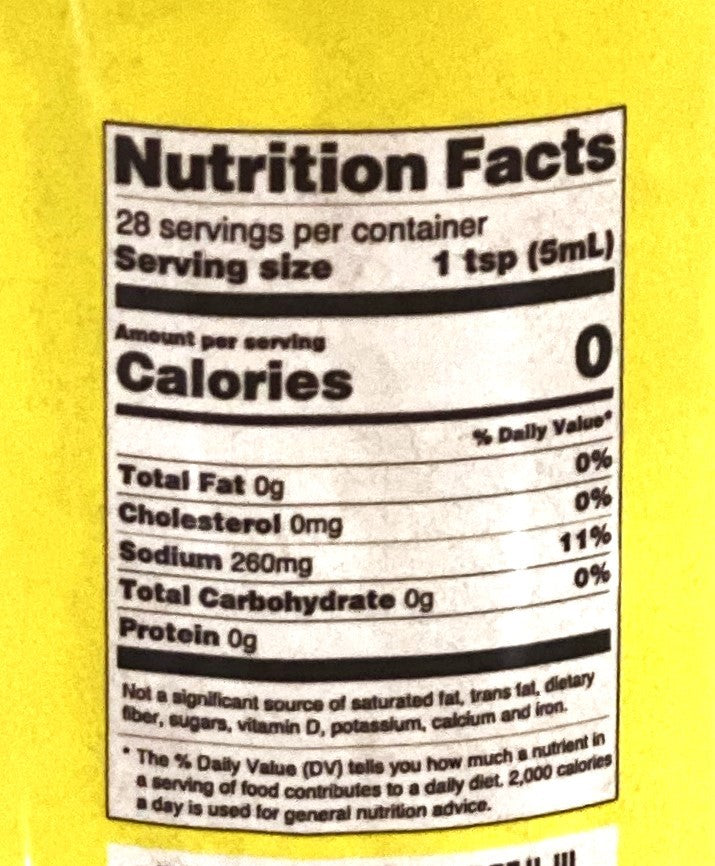 Nutrition Facts
28 servings per container
Serving size 1 tsp (5mL)
Amount per serving
Calories 0
% Daily Value*
Total Fat 0g 0%
Cholesterol 0mg 0%
Sodium 260mg 11%
Total Carbohydrate 0g 0%
Protein 0g
Not a significant source of saturated fat, trans fat, dietary
fiber, sugars, vitamin D, potassium, calcium and iron.
* The % Daily Value (DV) tells you how much a nutrient in
a serving of food contributes to a daily diet. 2,000 calories
a day is used for general nutrition advice.